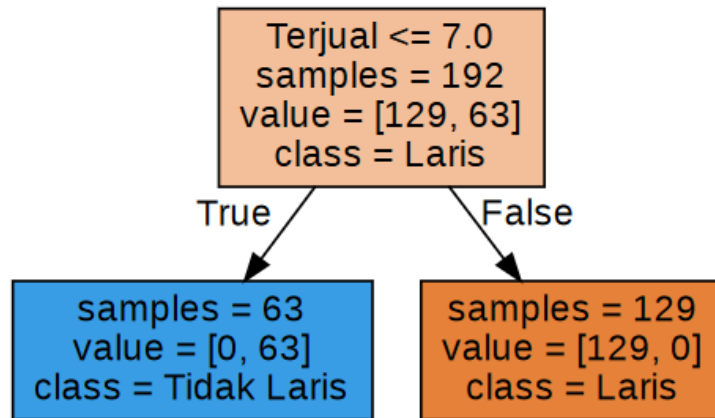 Terjual <= 7.0
samples = 192
value = [129, 63]
class = Laris
True
False
samples = 63
value = [0, 63]
class = Tidak Laris
samples = 129
value = [129, 0]
class = Laris